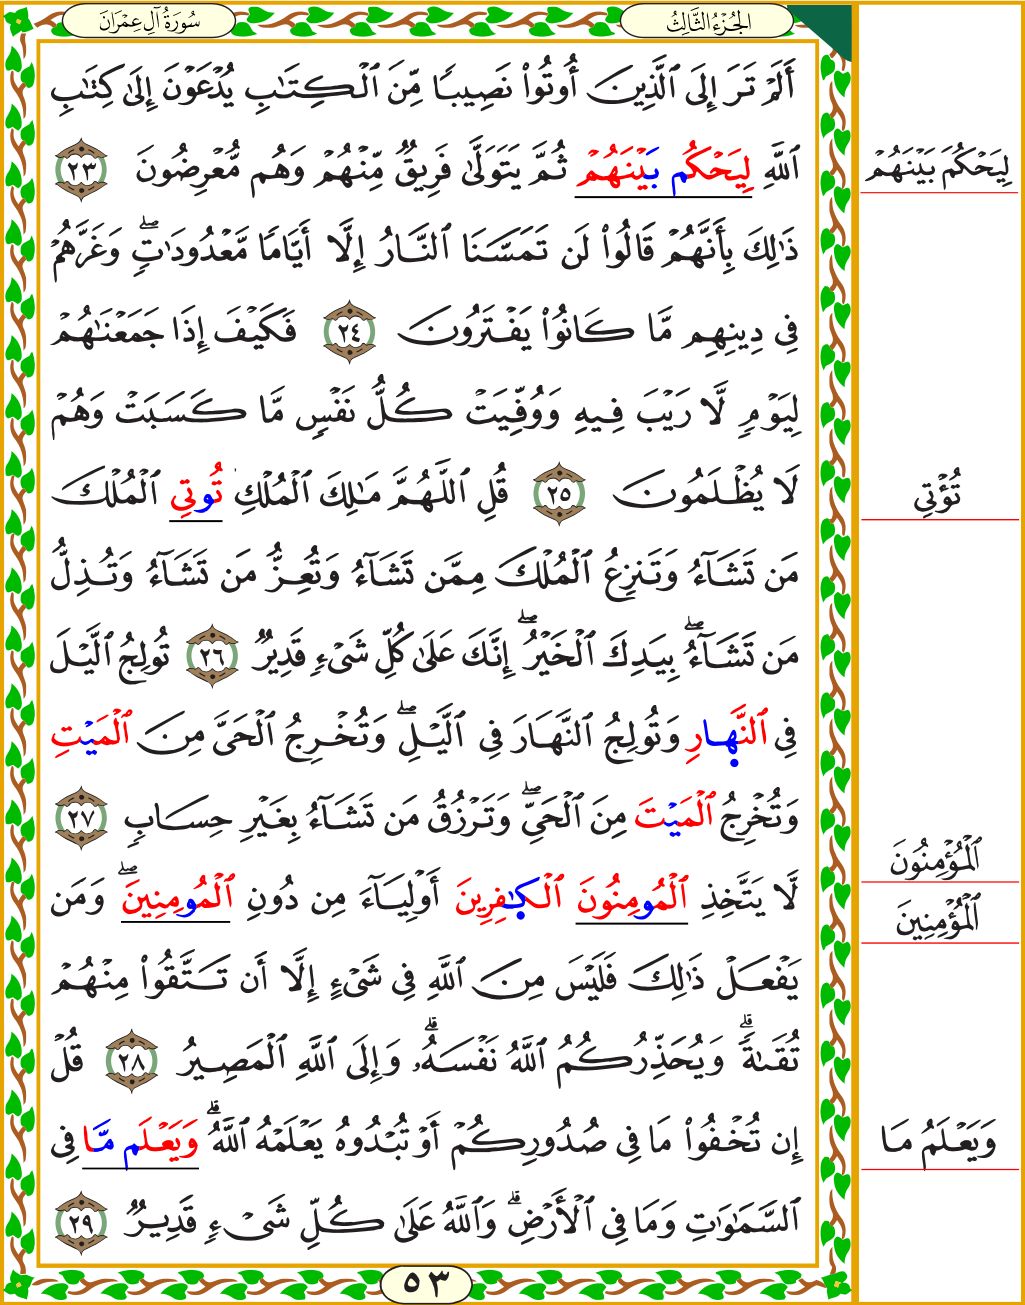 سُورَةُ آلِ عِمْرَان
الجُزْءُ الثَّالِثُ
أَلَمْ تَرَ إِلَى ٱلَّذِينَ أُوتُوا۟ نَصِيبًا مِّنَ ٱلْكِتَٰبِ يُدْعَوْنَ إِلَىٰ كِتَٰبِ
ٱللَّهِ لِيَحْكُم بَيْنَهُمْ ثُمَّ يَتَوَلَّىٰ فَرِيقٌ مِّنْهُمْ وَهُم مُّعْرِضُونَ ٢٣
ذَٰلِكَ بِأَنَّهُمْ قَالُوا۟ لَن تَمَسَّنَا ٱلنَّارُ إِلَّا أَيَّامًا مَّعْدُودَٰتٍۖ وَغَرَّهُمْ
فِى دِينِهِم مَّا كَانُوا۟ يَفْتَرُونَ ٢٤ فَكَيْفَ إِذَا جَمَعْنَٰهُمْ
لِيَوْمٍ لَّا رَيْبَ فِيهِ وَوُفِّيَتْ كُلُّ نَفْسٍ مَّا كَسَبَتْ وَهُمْ
لَا يُظْلَمُونَ ٢٥ قُلِ ٱللَّهُمَّ مَٰلِكَ ٱلْمُلْكِ تُوتِى ٱلْمُلْكَ
مَن تَشَآءُ وَتَنزِعُ ٱلْمُلْكَ مِمَّن تَشَآءُ وَتُعِزُّ مَن تَشَآءُ وَتُذِلُّ
مَن تَشَآءُۖ بِيَدِكَ ٱلْخَيْرُۖ إِنَّكَ عَلَىٰ كُلِّ شَىْءٍ قَدِيرٌ ٢٦ تُولِجُ ٱلَّيْلَ
فِى ٱلنَّهَارِ وَتُولِجُ ٱلنَّهَارَ فِى ٱلَّيْلِۖ وَتُخْرِجُ ٱلْحَىَّ مِنَ ٱلْمَيْتِ
وَتُخْرِجُ ٱلْمَيْتَ مِنَ ٱلْحَىِّۖ وَتَرْزُقُ مَن تَشَآءُ بِغَيْرِ حِسَابٍ ٢٧
لَّا يَتَّخِذِ ٱلْمُومِنُونَ ٱلْكَٰفِرِينَ أَوْلِيَآءَ مِن دُونِ ٱلْمُومِنِينَۖ وَمَن
يَفْعَلْ ذَٰلِكَ فَلَيْسَ مِنَ ٱللَّهِ فِى شَىْءٍ إِلَّا أَن تَتَّقُوا۟ مِنْهُمْ
تُقَىٰةًۗ وَيُحَذِّرُكُمُ ٱللَّهُ نَفْسَهُۥۗ وَإِلَى ٱللَّهِ ٱلْمَصِيرُ ٢٨ قُلْ
إِن تُخْفُوا۟ مَا فِى صُدُورِكُمْ أَوْ تُبْدُوهُ يَعْلَمْهُ ٱللَّهُۗ وَيَعْلَم مَّا فِى
ٱلسَّمَٰوَٰتِ وَمَا فِى ٱلْأَرْضِۗ وَٱللَّهُ عَلَىٰ كُلِّ شَىْءٍ قَدِيرٌ ٢٩
لِيَحْكُمَ بَيْنَهُمْ
تُؤْتِى
ٱلْمُؤْمِنُونَ
ٱلْمُؤْمِنِينَ
وَيَعْلَمُ مَا
٥٣